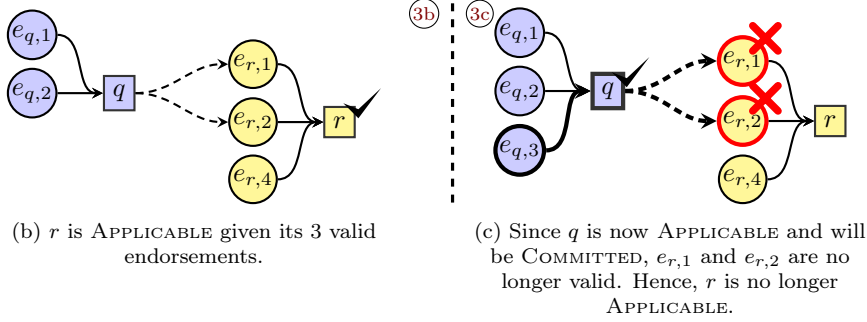 3b
3c
e_{q,1}
e_{q,2}
q
e_{r,1}
e_{r,2}
e_{r,4}
r
(b) r is APPLICABLE given its 3 valid
endorsements.
e_{q,1}
e_{q,2}
e_{q,3}
q
e_{r,1}
e_{r,2}
e_{r,4}
r
(c) Since q is now APPLICABLE and will
be COMMITTED, e_{r,1} and e_{r,2} are no
longer valid. Hence, r is no longer
APPLICABLE.